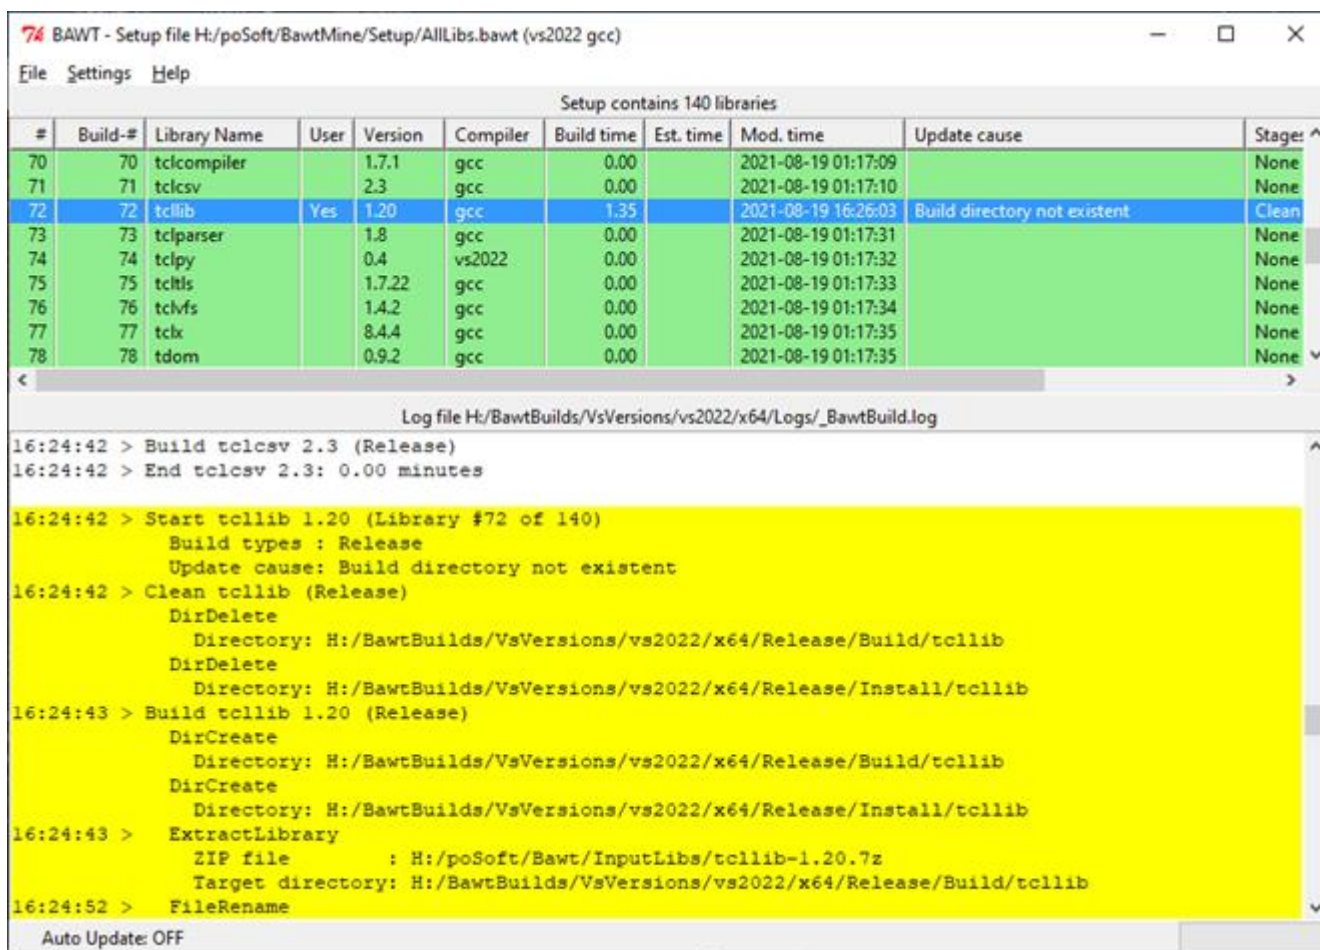 BAWT - Setup file H:/poSoft/BawtMine/Setup/AllLibs.bawt (vs2022 gcc)
File Settings Help
Setup contains 140 libraries
# Build-# Library Name User Version Compiler Build time Est. time Mod. time Update cause Stages
70 70 tclcompiler 1.7.1 gcc 0.00 2021-08-19 01:17:09 None
71 71 tclcsv 2.3 gcc 0.00 2021-08-19 01:17:10 None
72 72 tcllib Yes 1.20 gcc 1.35 2021-08-19 16:26:03 Build directory not existent Clean
73 73 tclparser 1.8 gcc 0.00 2021-08-19 01:17:31 None
74 74 tclpy 0.4 vs2022 0.00 2021-08-19 01:17:32 None
75 75 tcltls 1.7.22 gcc 0.00 2021-08-19 01:17:33 None
76 76 tclvfs 1.4.2 gcc 0.00 2021-08-19 01:17:34 None
77 77 tclx 8.4.4 gcc 0.00 2021-08-19 01:17:35 None
78 78 tdom 0.9.2 gcc 0.00 2021-08-19 01:17:35 None
Log file H:/BawtBuilds/VsVersions/vs2022/x64/Logs/_BawtBuild.log
16:24:42 > Build tclcsv 2.3 (Release)
16:24:42 > End tclcsv 2.3: 0.00 minutes
16:24:42 > Start tcllib 1.20 (Library #72 of 140)
Build types : Release
Update cause: Build directory not existent
16:24:42 > Clean tcllib (Release)
DirDelete
Directory: H:/BawtBuilds/VsVersions/vs2022/x64/Release/Build/tcllib
DirDelete
Directory: H:/BawtBuilds/VsVersions/vs2022/x64/Release/Install/tcllib
16:24:43 > Build tcllib 1.20 (Release)
DirCreate
Directory: H:/BawtBuilds/VsVersions/vs2022/x64/Release/Build/tcllib
DirCreate
Directory: H:/BawtBuilds/VsVersions/vs2022/x64/Release/Install/tcllib
16:24:43 > ExtractLibrary
ZIP file : H:/poSoft/Bawt/InputLibs/tcllib-1.20.7z
Target directory: H:/BawtBuilds/VsVersions/vs2022/x64/Release/Build/tcllib
16:24:52 > FileRename
Auto Update: OFF